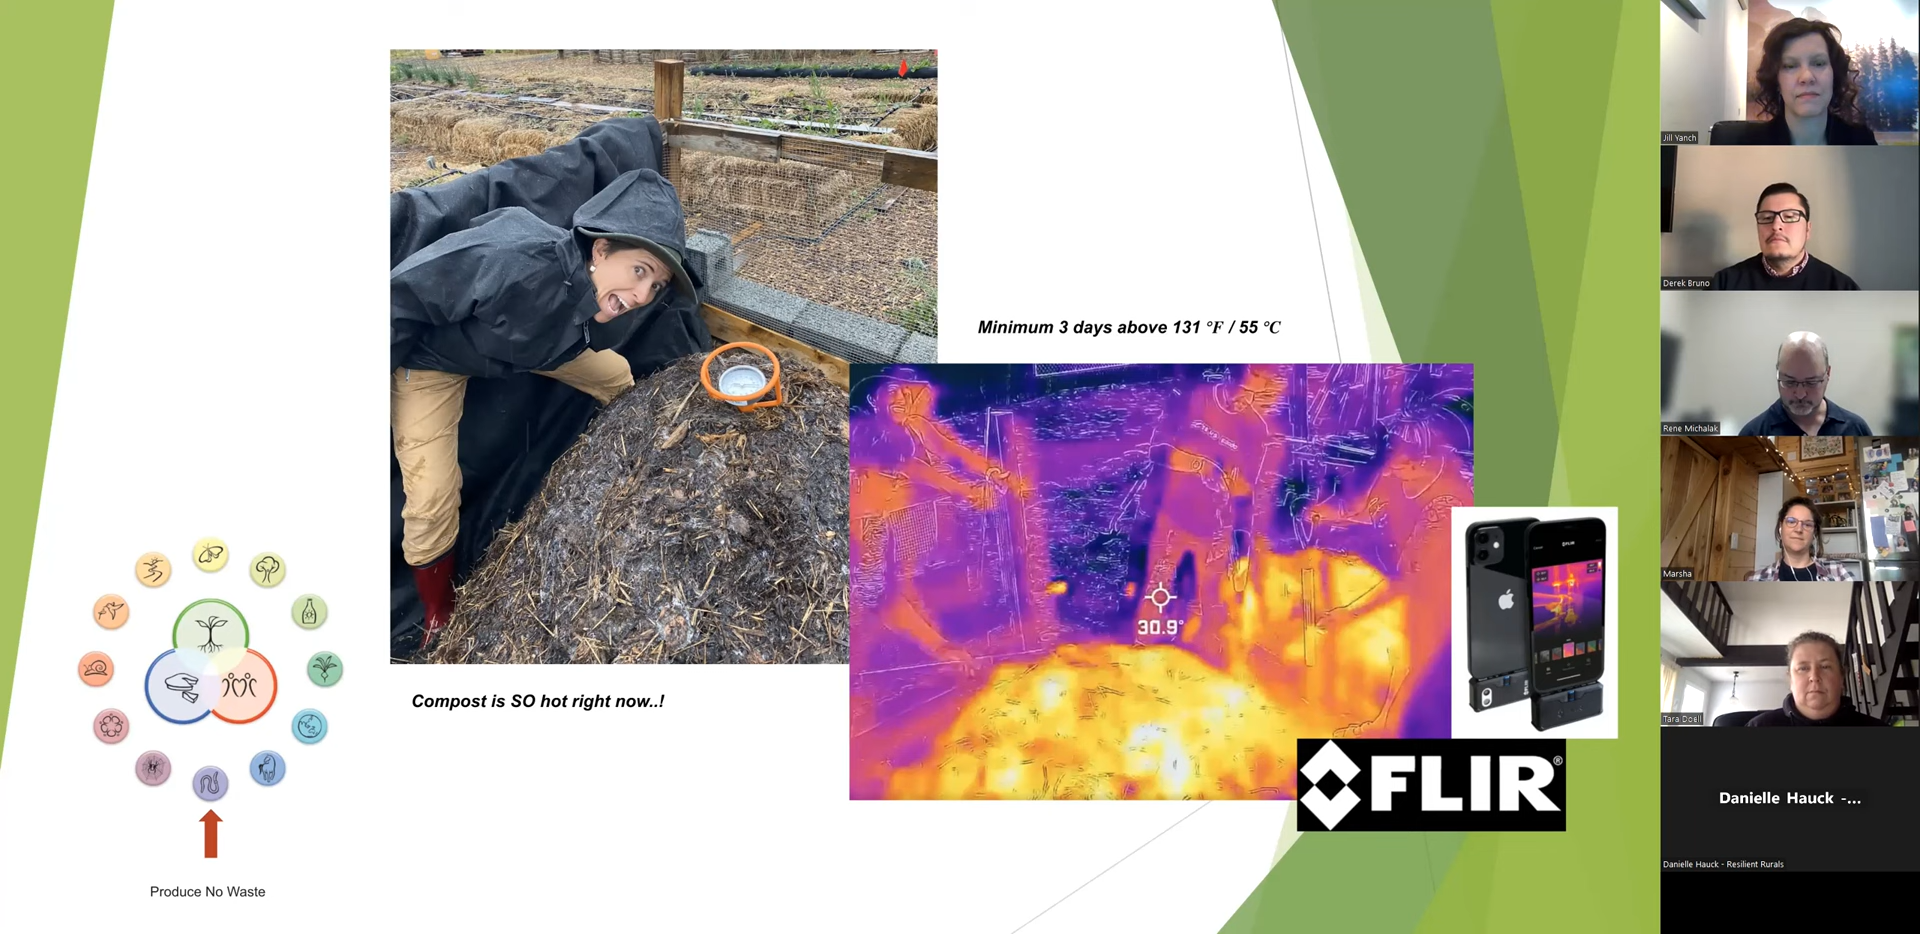 Minimum 3 days above 131 °F / 55 °C
30.9°
Compost is SO hot right now..!
FLIR®
Produce No Waste
Jill Yanch
Derek Bruno
Rene Michalak
Marsha
Tara Doell
Danielle Hauck -...
Danielle Hauck - Resilient Rurals